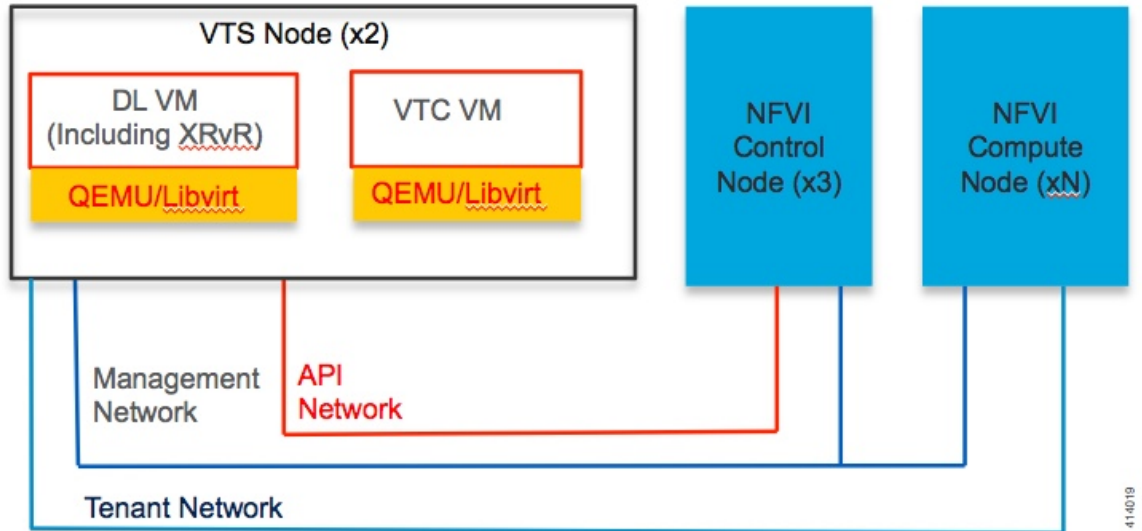 VTS Node (x2)
DL VM
(Including XRvR)
QEMU/Libvirt
VTC VM
QEMU/Libvirt
NFVI
Control
Node (x3)
NFVI
Compute
Node (xN)
Management
Network
API
Network
Tenant Network
414019